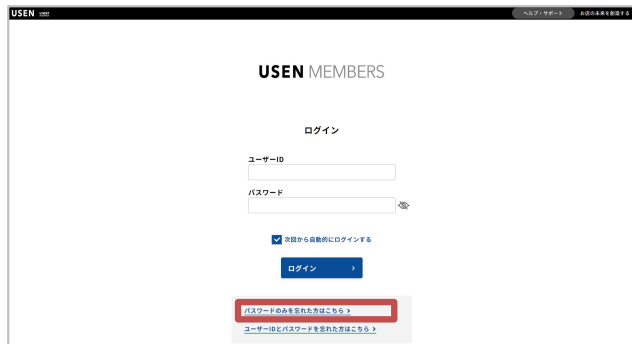 USEN
ヘルプ・サポート
お店の未来を創造する
USEN MEMBERS
ログイン
ユーザーID
パスワード
次回から自動的にログインする
ログイン >
パスワードのみを忘れた方はこちら >
ユーザーIDとパスワードを忘れた方はこちら >